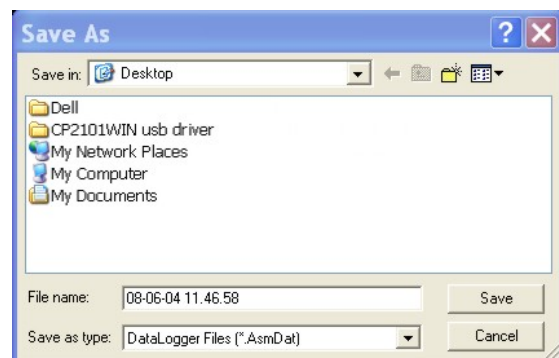 Save As
Save in: Desktop
Dell
CP2101WIN usb driver
My Network Places
My Computer
My Documents
File name: 08-06-04 11.46.58 Save
Save as type: DataLogger Files (*.AsmDat) Cancel